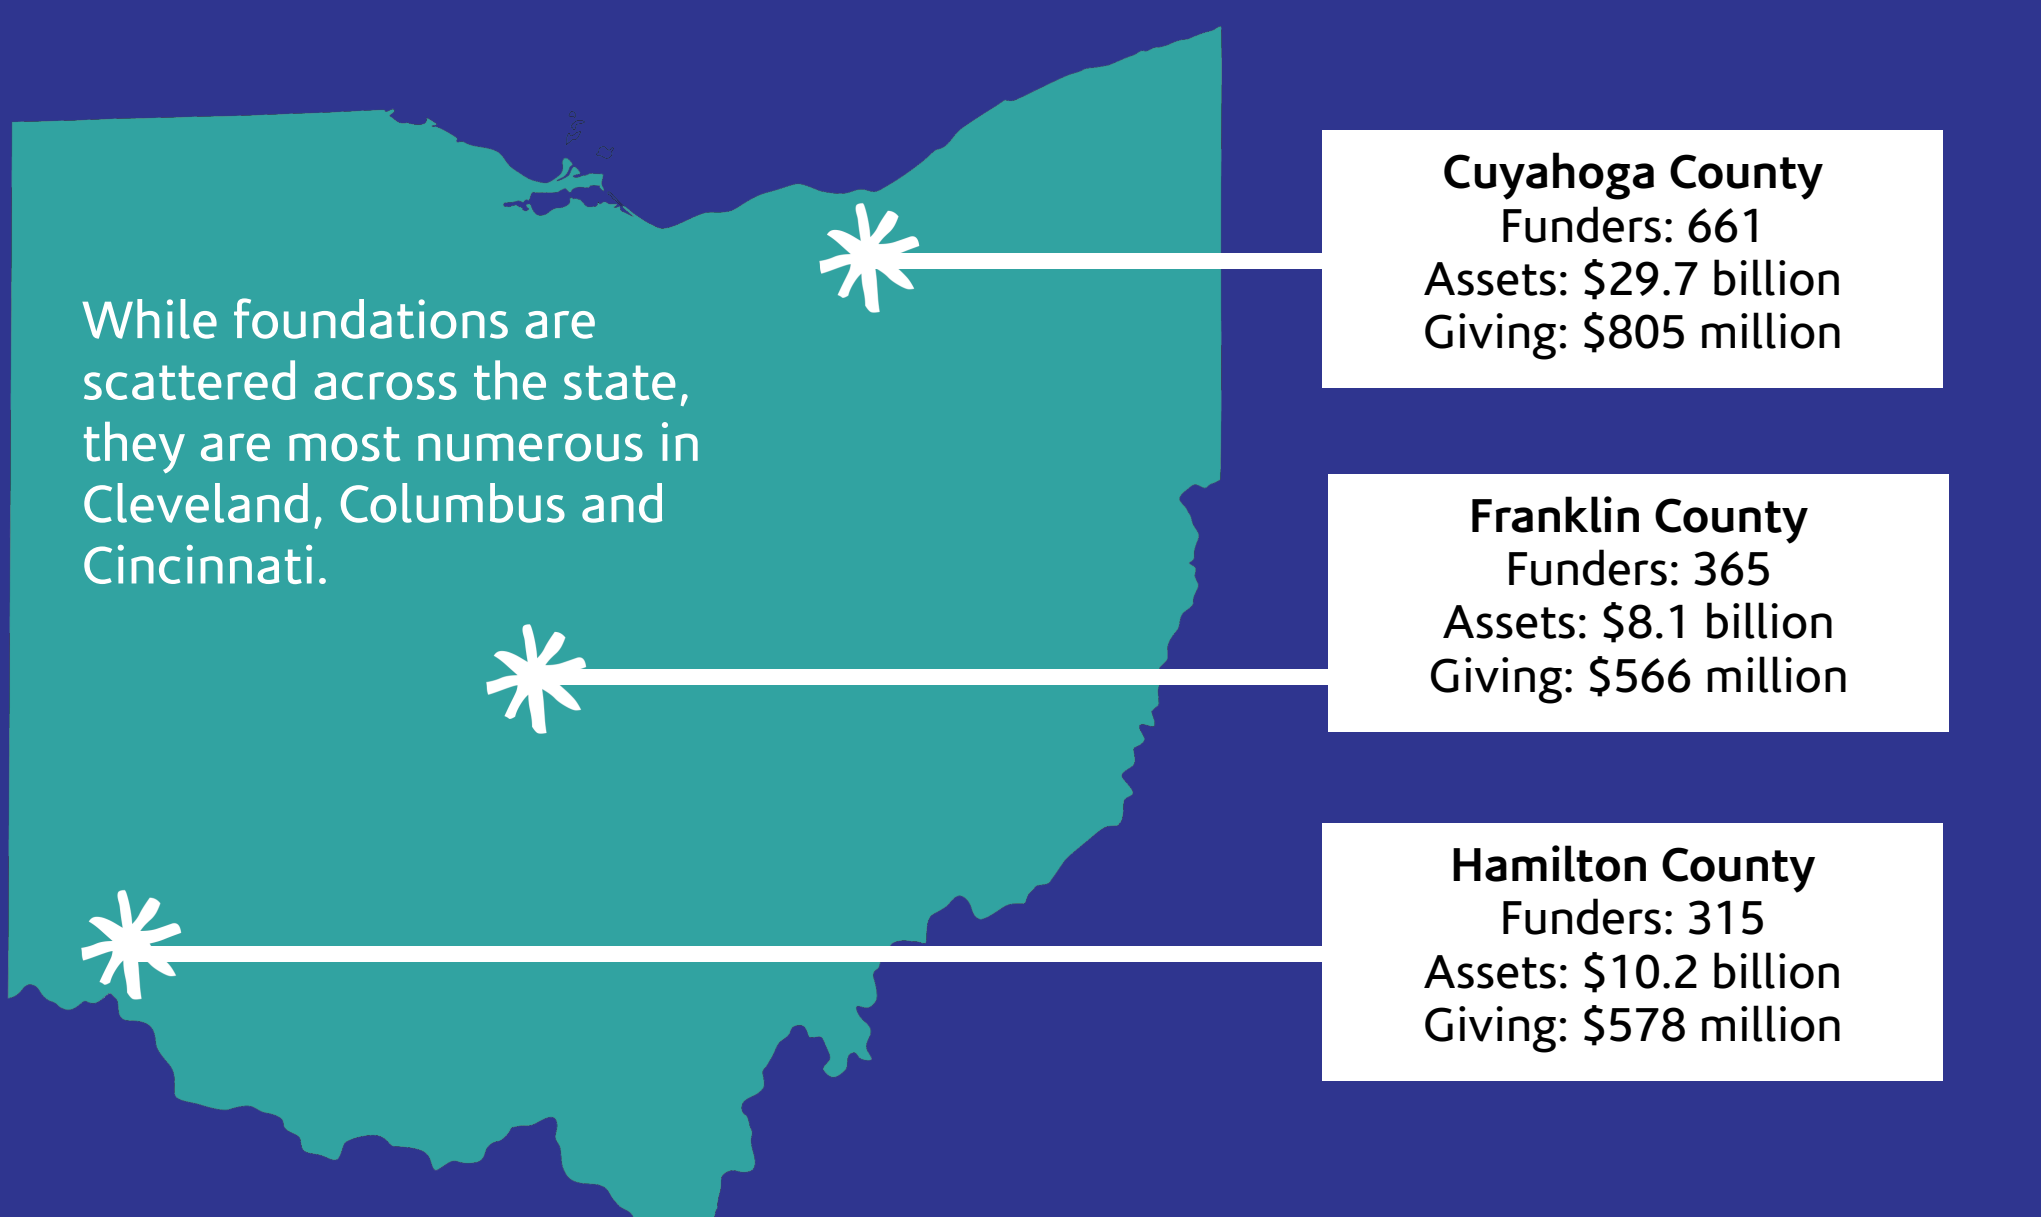 While foundations are
scattered across the state,
they are most numerous in
Cleveland, Columbus and
Cincinnati.
Cuyahoga County
Funders: 661
Assets: $29.7 billion
Giving: $805 million
Franklin County
Funders: 365
Assets: $8.1 billion
Giving: $566 million
Hamilton County
Funders: 315
Assets: $10.2 billion
Giving: $578 million